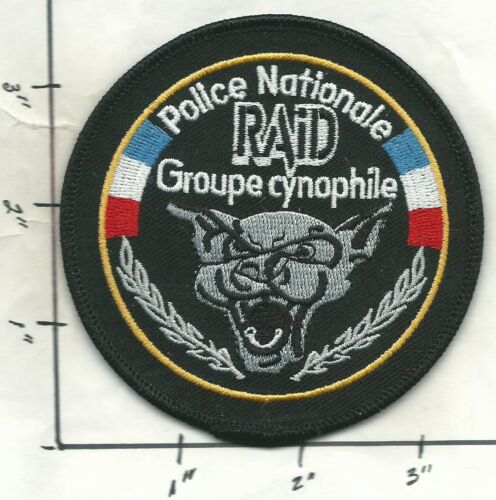 Police Nationale
RAiD
Groupe cynophile
3"
2"
1"
1"
2"
3"